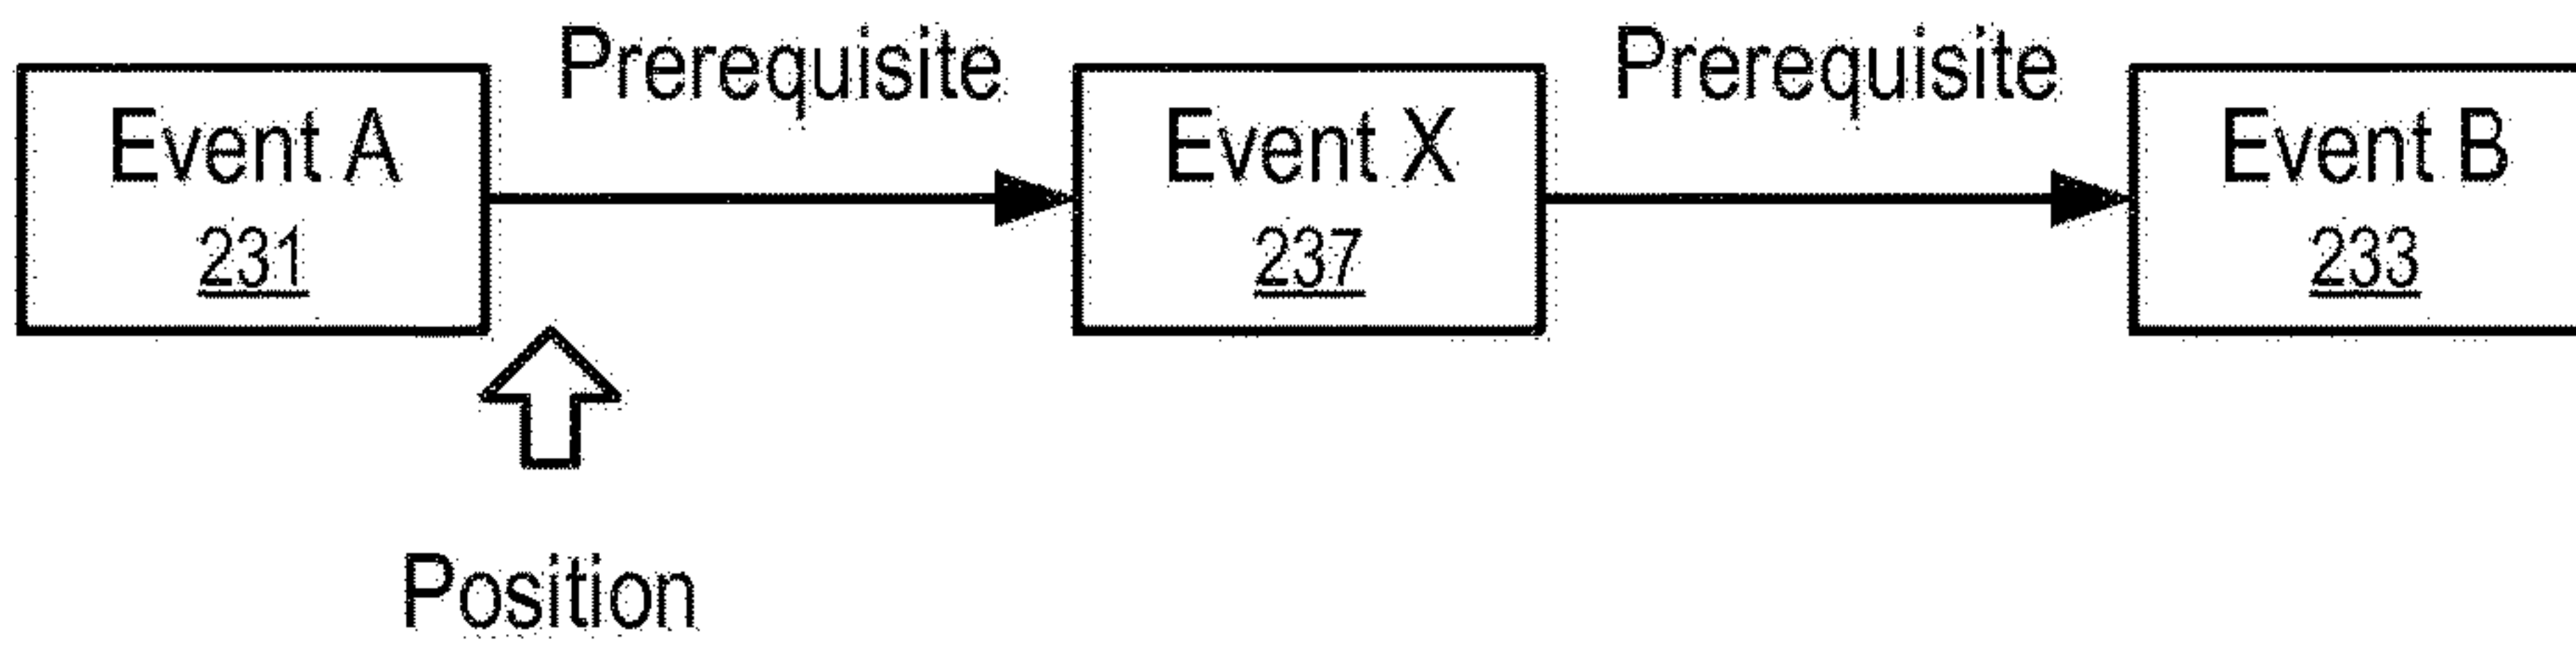 Prerequisite
Prerequisite
Event A
231
Event X
237
Event B
233
Position